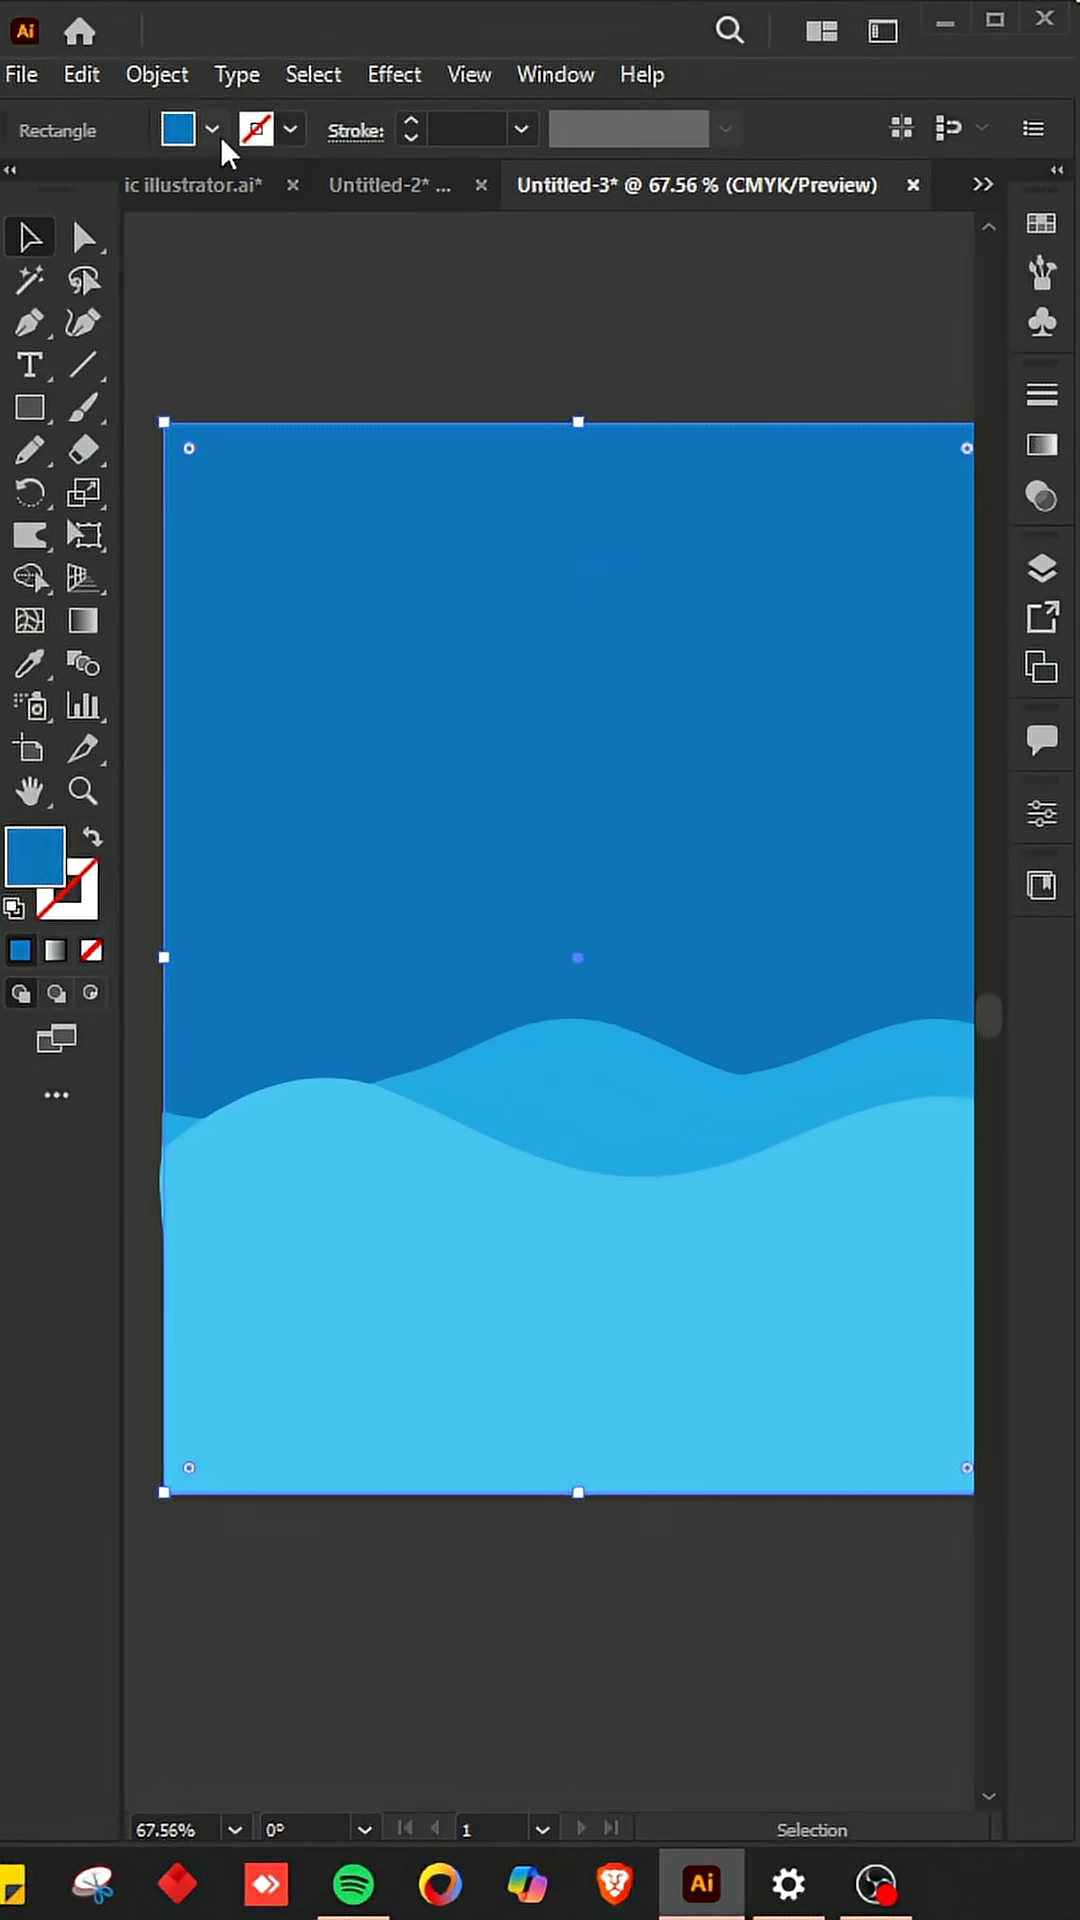 Ai
File Edit Object Type Select Effect View Window Help
Rectangle Stroke:
ic illustrator.ai* × Untitled-2* ... × Untitled-3* @ 67.56 % (CMYK/Preview) ×
T
67.56% 0° 1 Selection
Ai